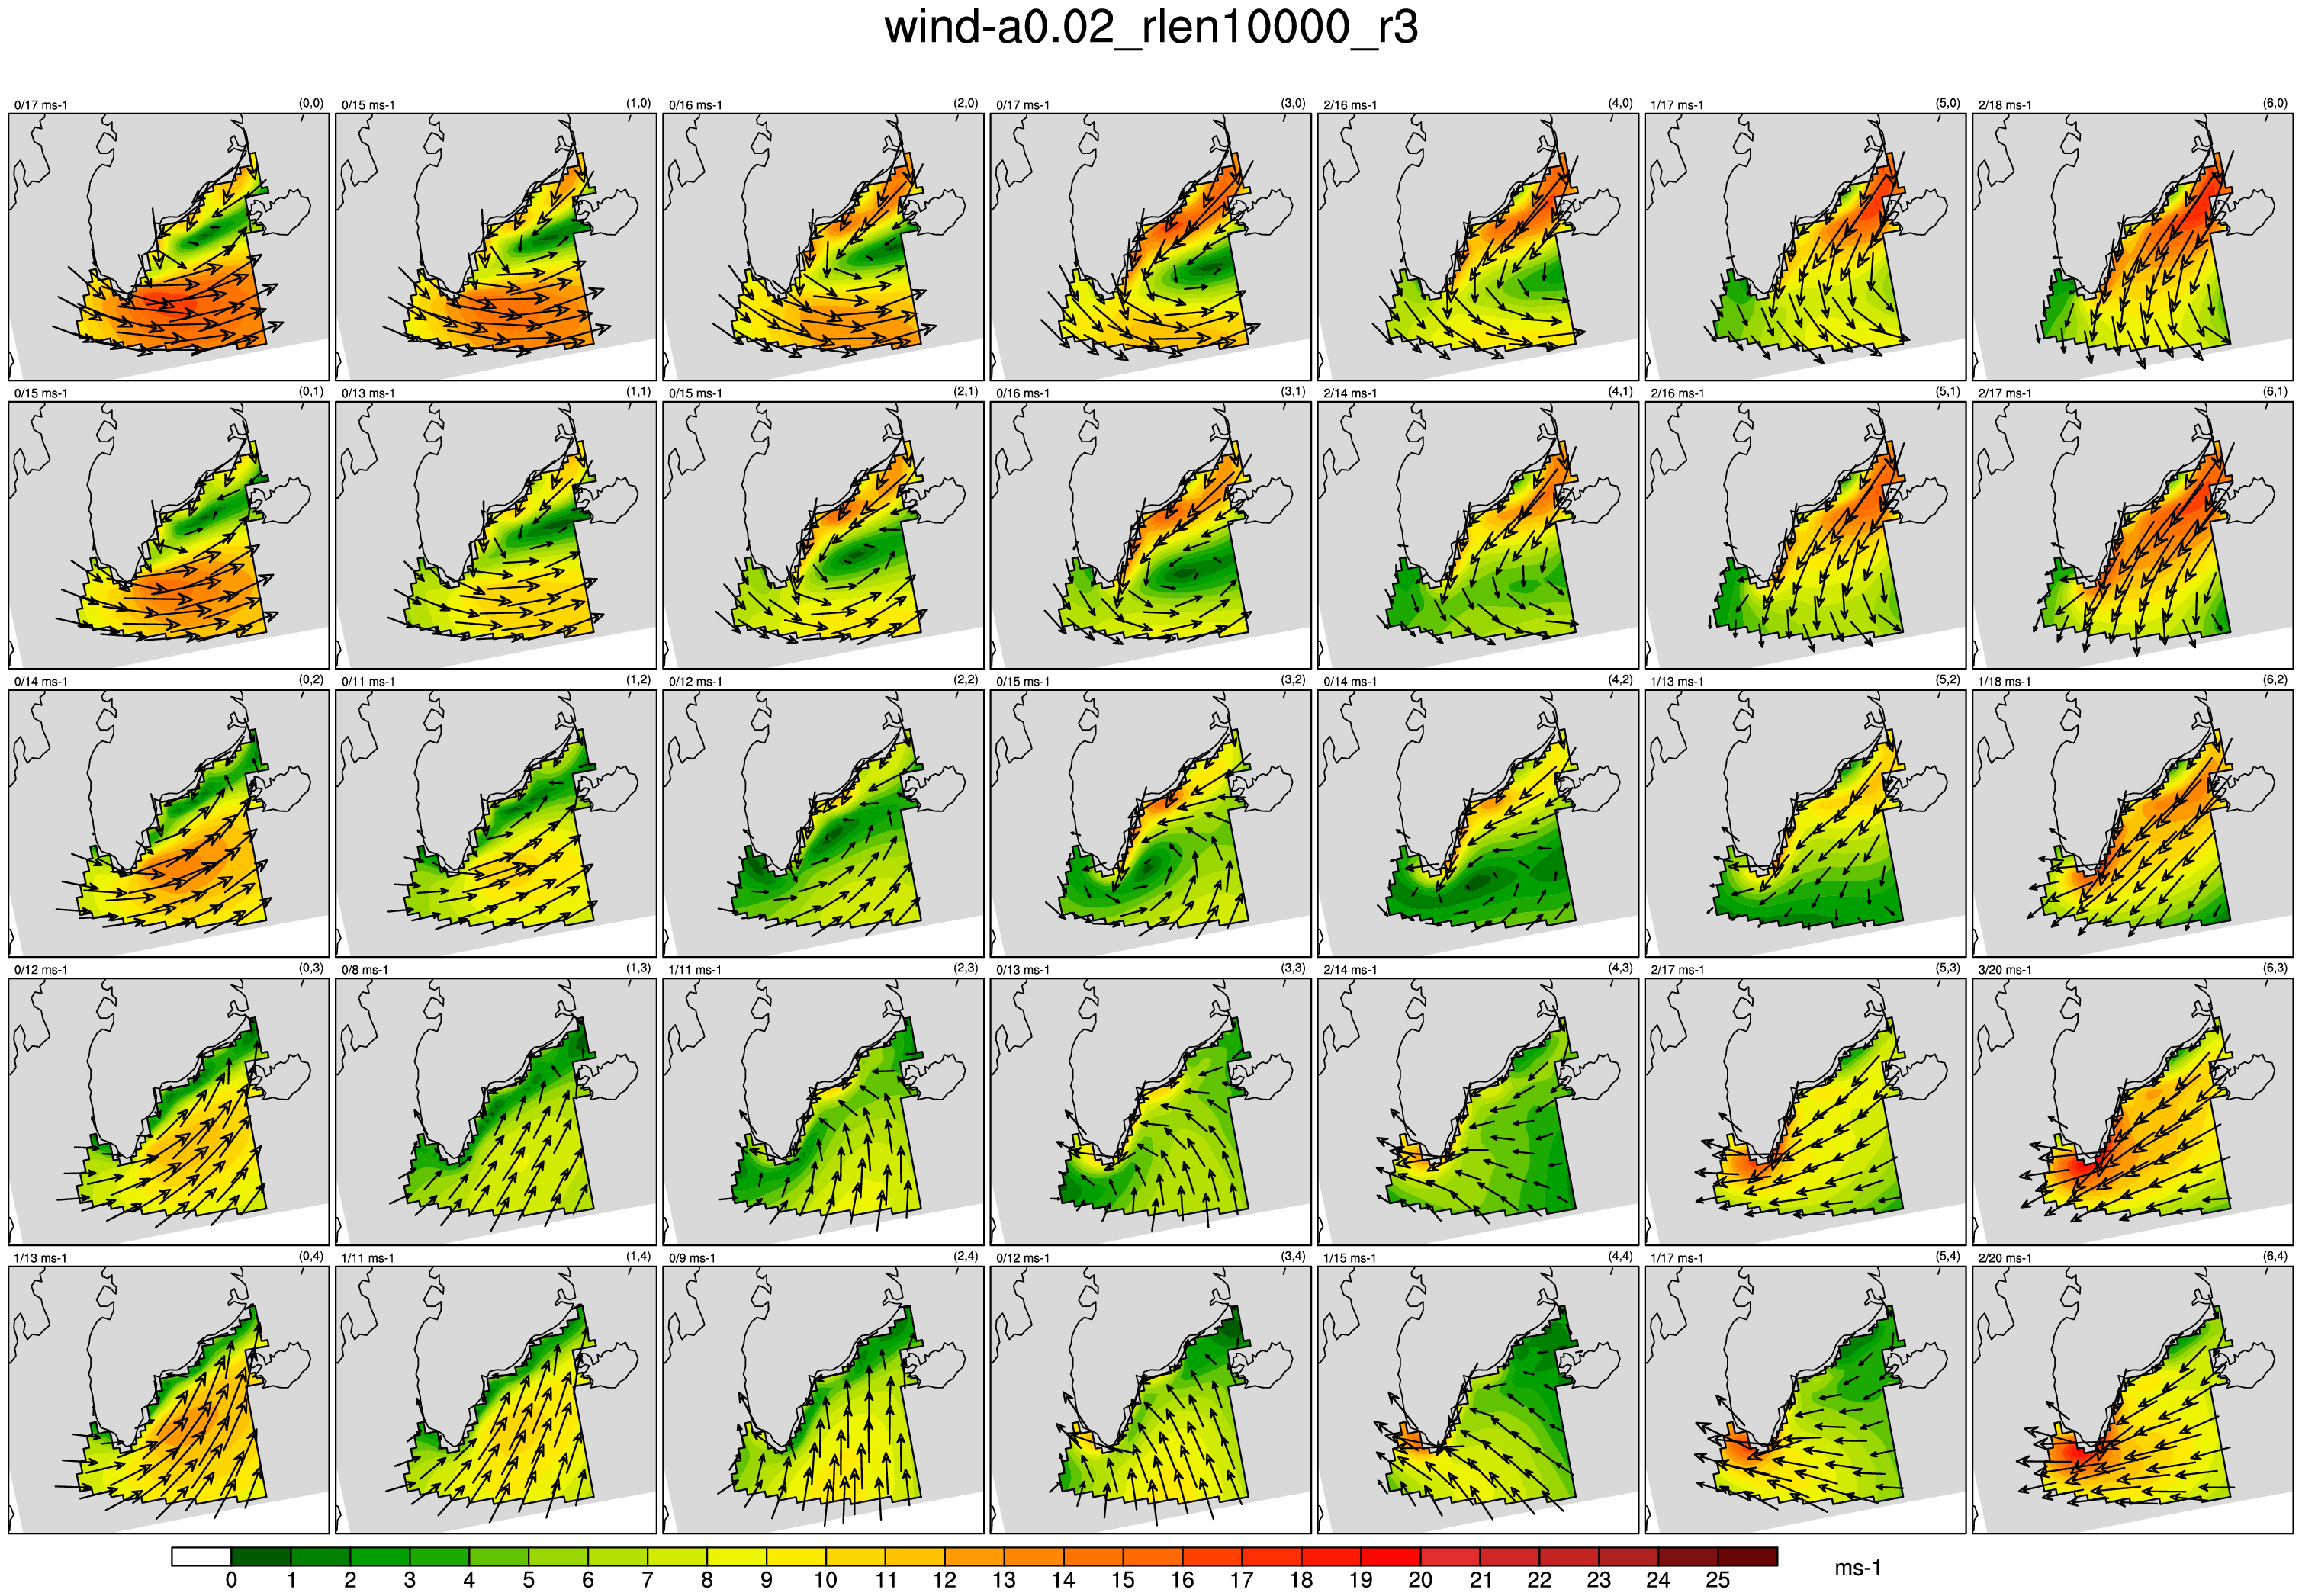 wind-a0.02_rlen10000_r3
0/17 ms-1 (0,0) 0/15 ms-1 (1,0) 0/16 ms-1 (2,0) 0/17 ms-1 (3,0) 2/16 ms-1 (4,0) 1/17 ms-1 (5,0) 2/18 ms-1 (6,0)
0/15 ms-1 (0,1) 0/13 ms-1 (1,1) 0/15 ms-1 (2,1) 0/16 ms-1 (3,1) 2/14 ms-1 (4,1) 2/16 ms-1 (5,1) 2/17 ms-1 (6,1)
0/14 ms-1 (0,2) 0/11 ms-1 (1,2) 0/12 ms-1 (2,2) 0/15 ms-1 (3,2) 0/14 ms-1 (4,2) 1/13 ms-1 (5,2) 1/18 ms-1 (6,2)
0/12 ms-1 (0,3) 0/8 ms-1 (1,3) 1/11 ms-1 (2,3) 0/13 ms-1 (3,3) 2/14 ms-1 (4,3) 2/17 ms-1 (5,3) 3/20 ms-1 (6,3)
1/13 ms-1 (0,4) 1/11 ms-1 (1,4) 0/9 ms-1 (2,4) 0/12 ms-1 (3,4) 1/15 ms-1 (4,4) 1/17 ms-1 (5,4) 2/20 ms-1 (6,4)
0 1 2 3 4 5 6 7 8 9 10 11 12 13 14 15 16 17 18 19 20 21 22 23 24 25 ms-1